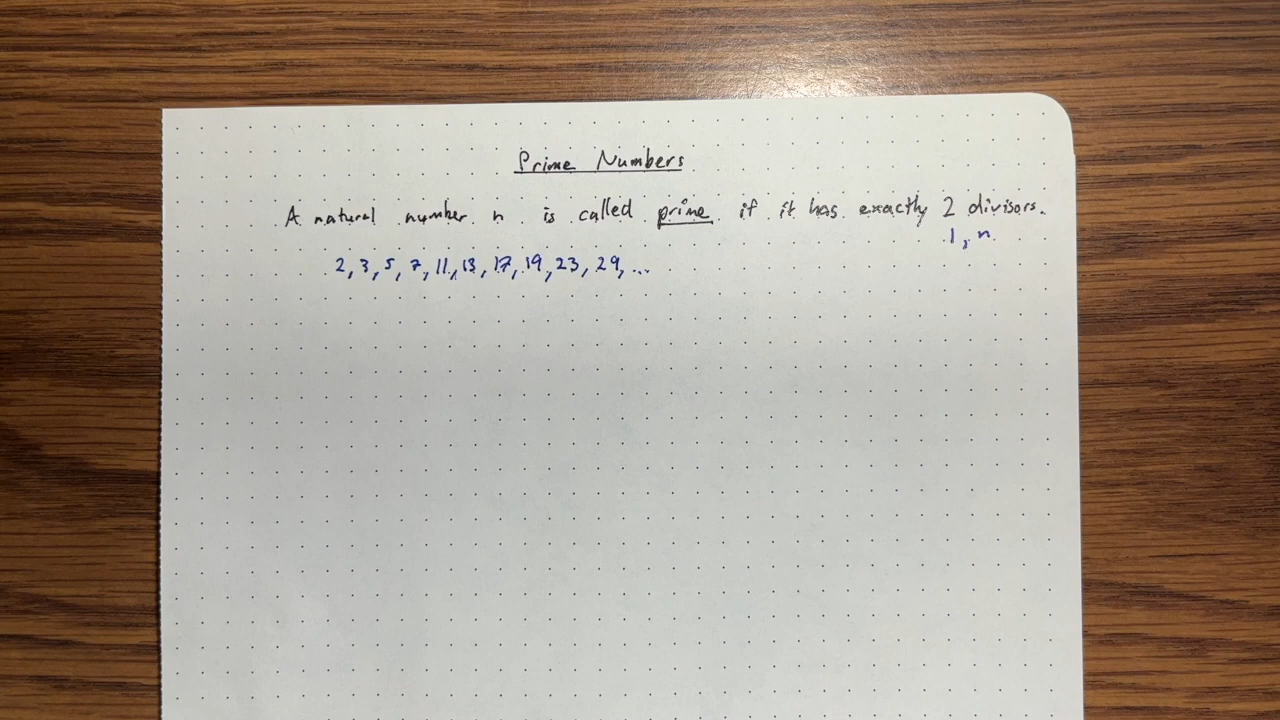 Prime Numbers
A natural number n is called prime if it has exactly 2 divisors.
1, n
2, 3, 5, 7, 11, 13, 17, 19, 23, 29, ...